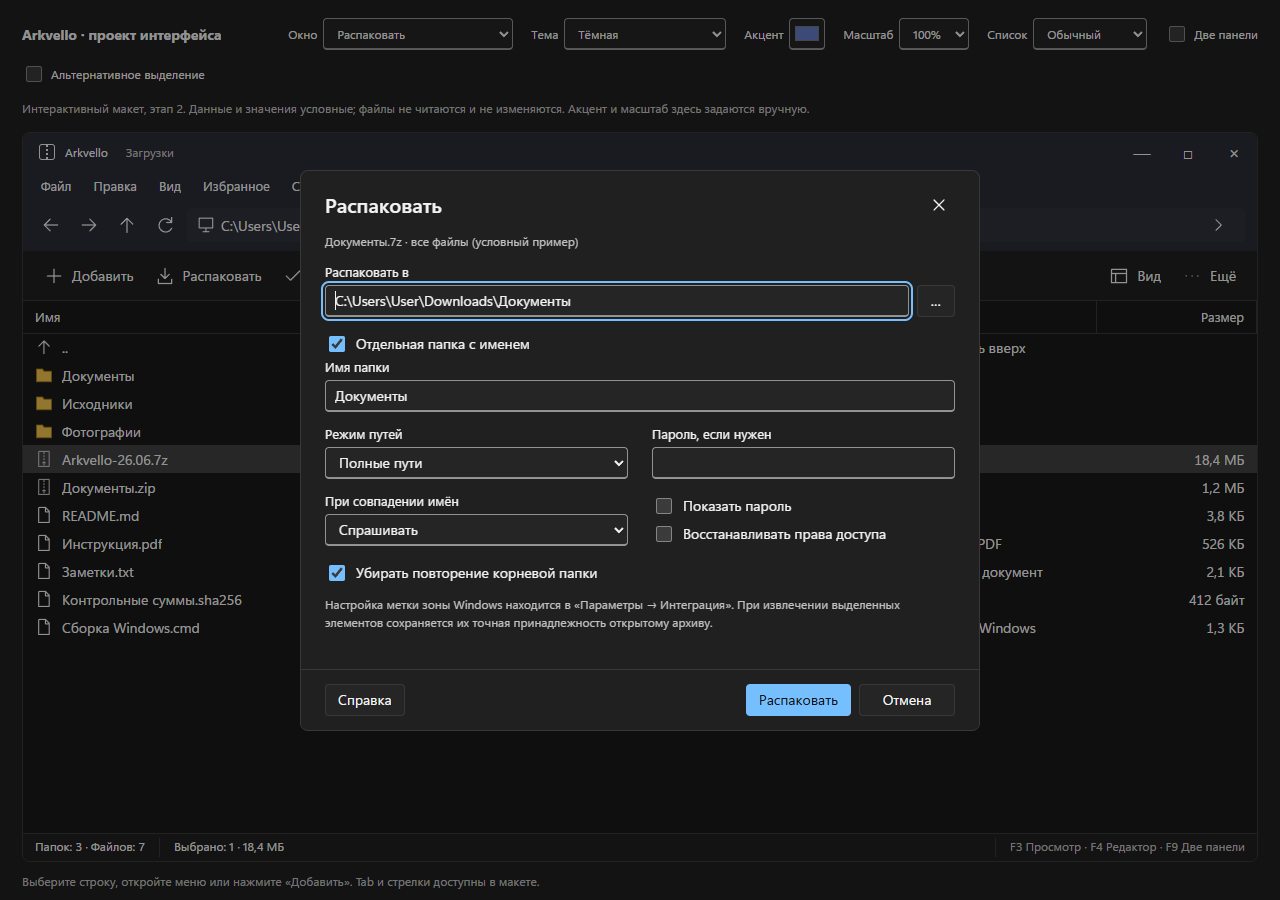 Arkvello · проект интерфейса
Окно Распаковать Тема Тёмная Акцент Масштаб 100% Список Обычный Две панели
Альтернативное выделение
Интерактивный макет, этап 2. Данные и значения условные; файлы не читаются и не изменяются. Акцент и масштаб здесь задаются вручную.
Arkvello Загрузки
Файл Правка Вид Избранное С
C:\Users\Use
Добавить Распаковать Вид ··· Ещё
Имя Размер
.. ь вверх
Документы
Исходники
Фотографии
Arkvello-26.06.7z 18,4 МБ
Документы.zip 1,2 МБ
README.md 3,8 КБ
Инструкция.pdf PDF 526 КБ
Заметки.txt документ 2,1 КБ
Контрольные суммы.sha256 412 байт
Сборка Windows.cmd Windows 1,3 КБ
Распаковать
Документы.7z · все файлы (условный пример)
Распаковать в
C:\Users\User\Downloads\Документы ...
Отдельная папка с именем
Имя папки
Документы
Режим путей Пароль, если нужен
Полные пути
При совпадении имён Показать пароль
Спрашивать Восстанавливать права доступа
Убирать повторение корневой папки
Настройка метки зоны Windows находится в «Параметры → Интеграция». При извлечении выделенных
элементов сохраняется их точная принадлежность открытому архиву.
Справка Распаковать Отмена
Папок: 3 · Файлов: 7 Выбрано: 1 · 18,4 МБ F3 Просмотр · F4 Редактор · F9 Две панели
Выберите строку, откройте меню или нажмите «Добавить». Tab и стрелки доступны в макете.